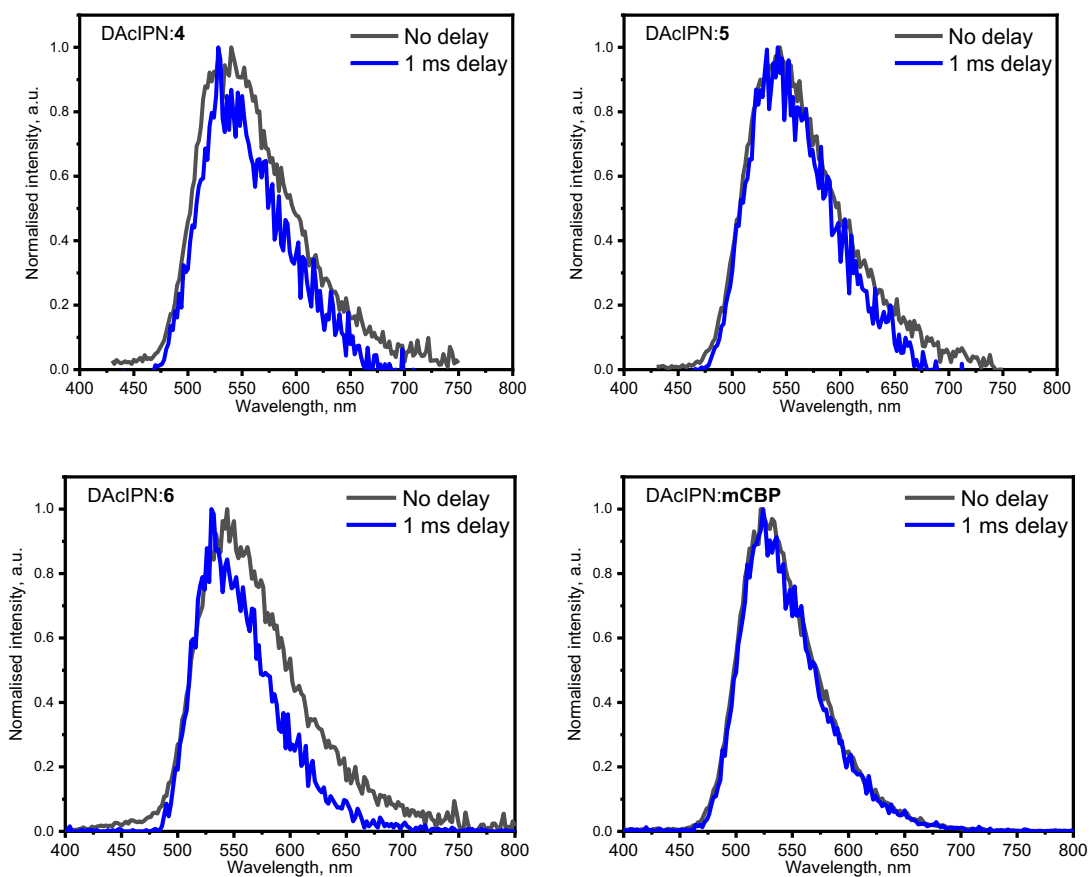 DAcIPN:4
No delay
1 ms delay
1.0
0.8
0.6
0.4
0.2
0.0
Normalised intensity, a.u.
400 450 500 550 600 650 700 750 800
Wavelength, nm
DAcIPN:5
No delay
1 ms delay
1.0
0.8
0.6
0.4
0.2
0.0
Normalised intensity, a.u.
400 450 500 550 600 650 700 750 800
Wavelength, nm
DAcIPN:6
No delay
1 ms delay
1.0
0.8
0.6
0.4
0.2
0.0
Normalised intensity, a.u.
400 450 500 550 600 650 700 750 800
Wavelength, nm
DAcIPN:mCBP
No delay
1 ms delay
1.0
0.8
0.6
0.4
0.2
0.0
Normalised intensity, a.u.
400 450 500 550 600 650 700 750 800
Wavelength, nm